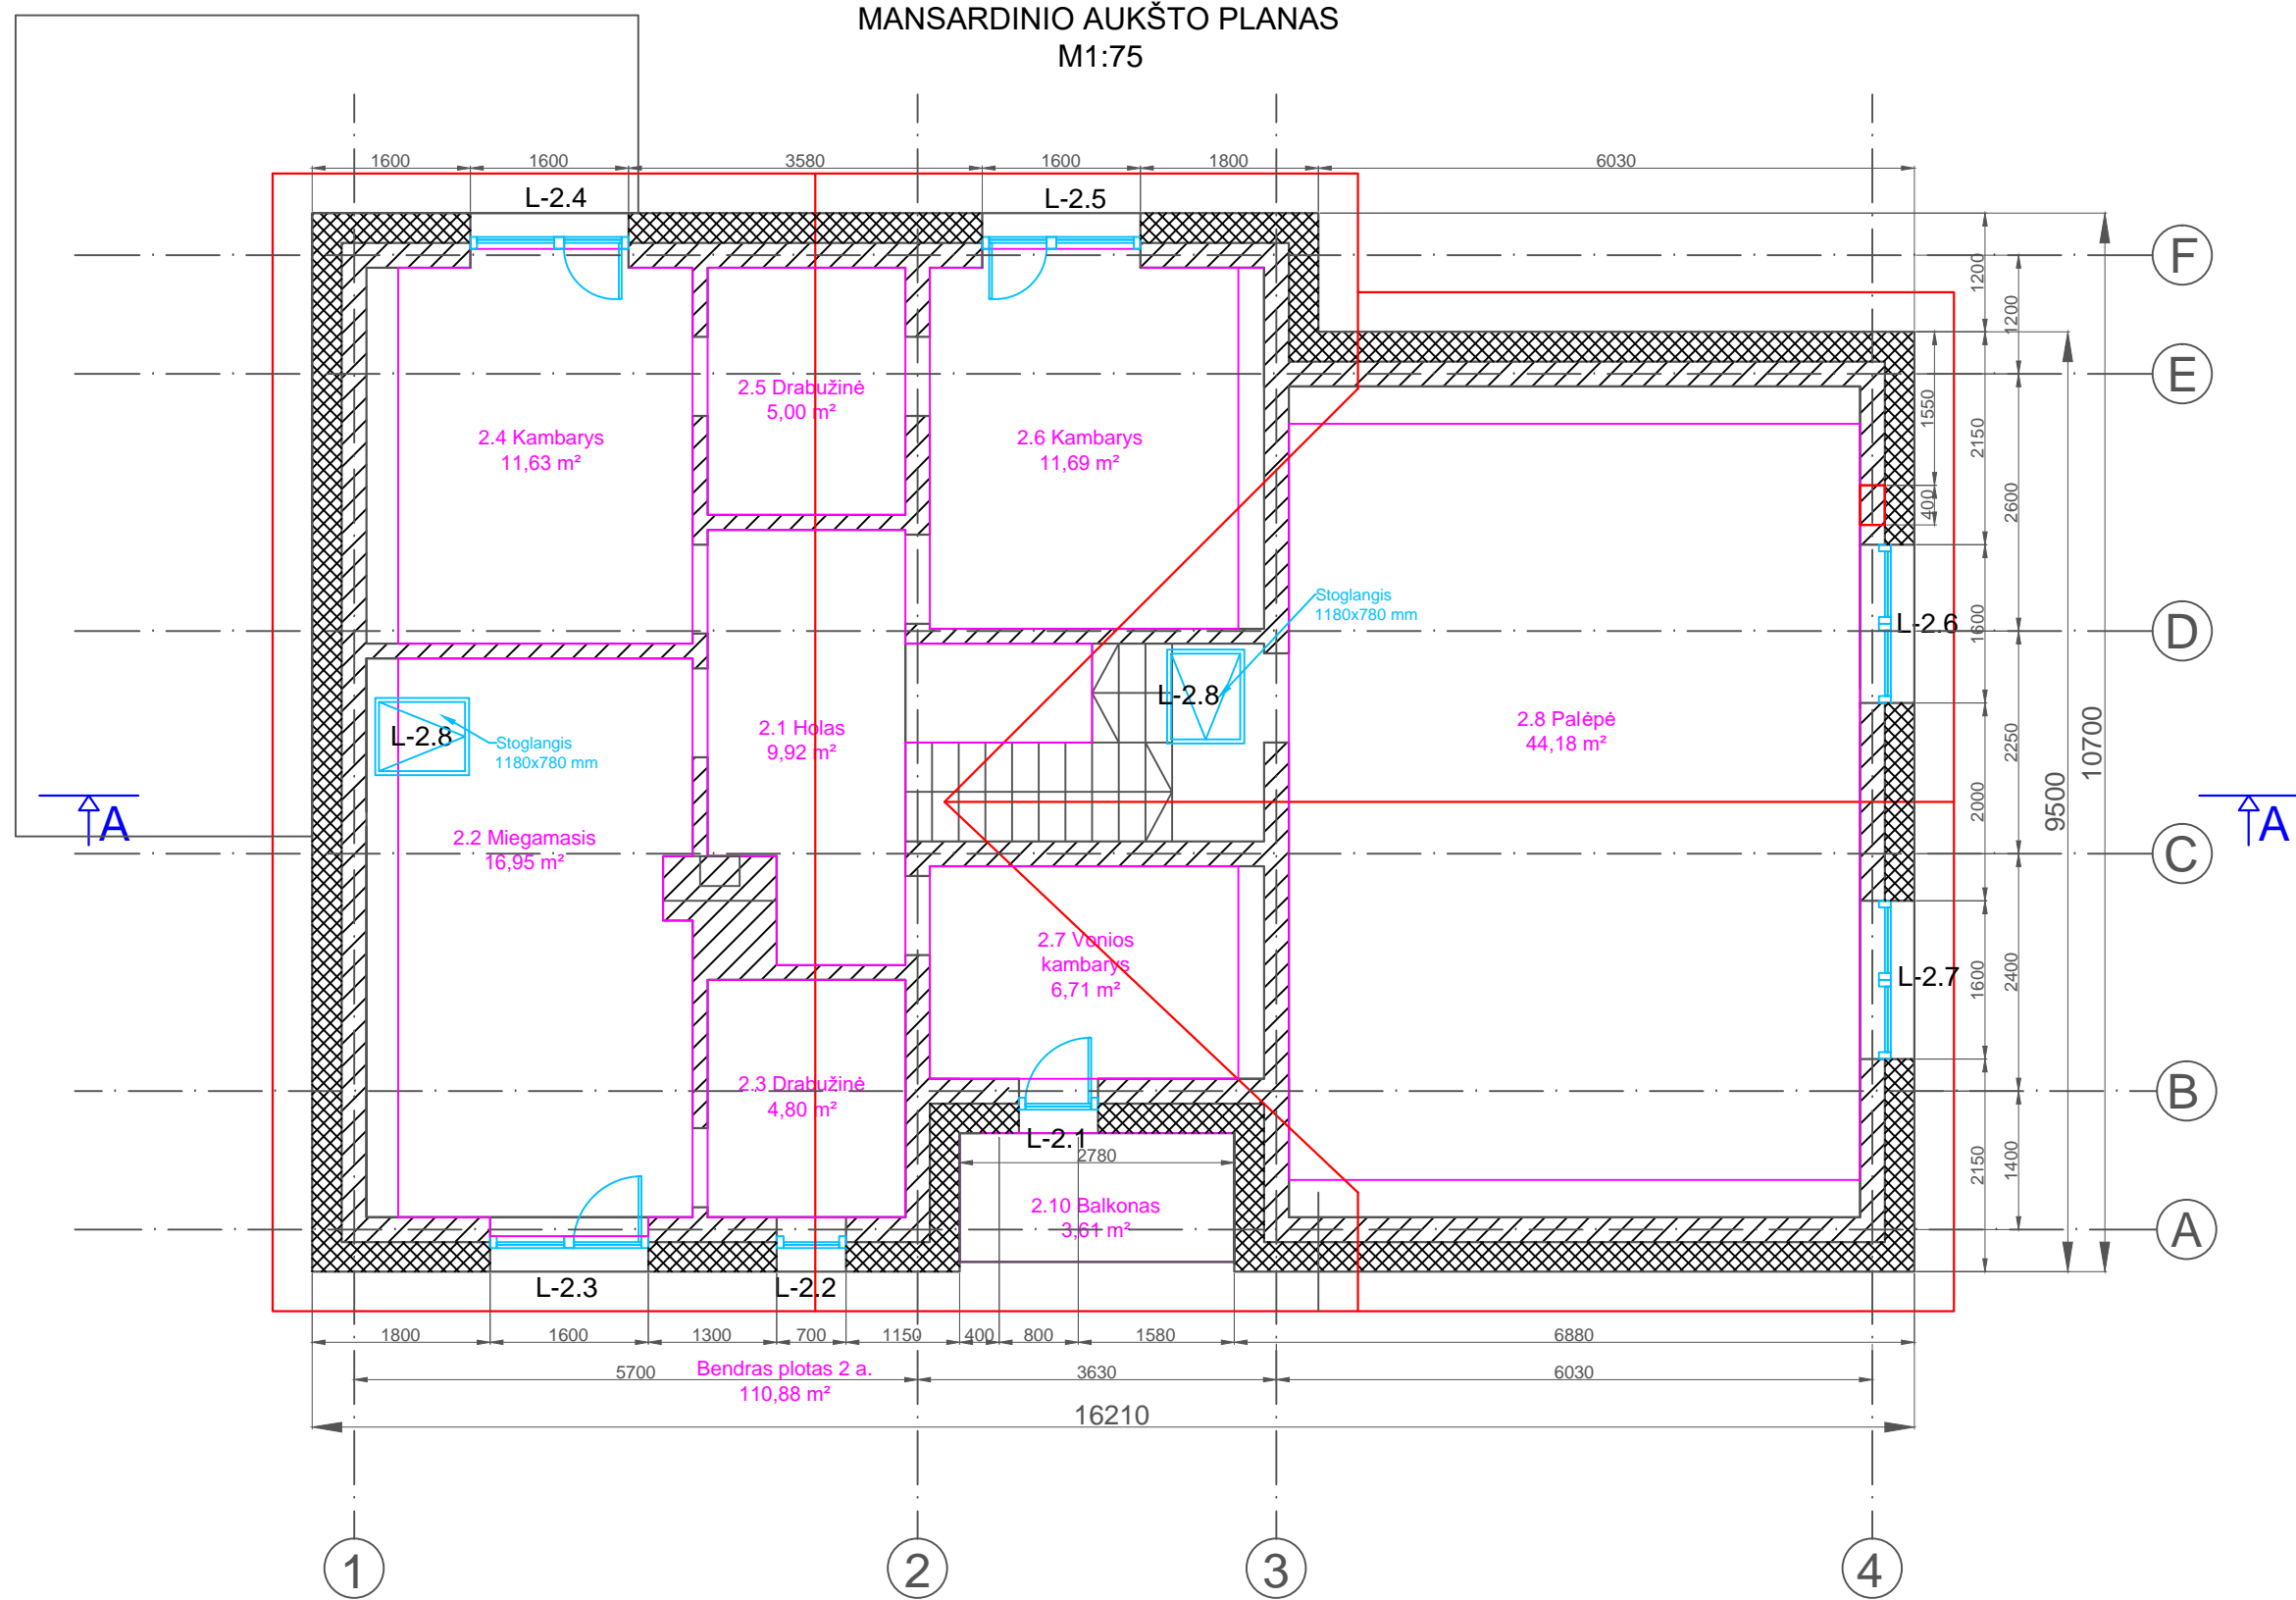 MANSARDINIO AUKŠTO PLANAS
M1:75
1600
1600
3580
1600
1800
6030
L-2.4
L-2.5
F
E
D
C
B
A
1200
1200
1550
2150
400
2600
1600
2250
2000
2400
1600
2150
1400
9500
10700
2.5 Drabužinė
5,00 m²
2.4 Kambarys
11,63 m²
2.6 Kambarys
11,69 m²
Stoglangis
1180x780 mm
L-2.6
L-2.8
L-2.8
Stoglangis
1180x780 mm
2.1 Holas
9,92 m²
2.8 Palėpė
44,18 m²
A
A
2.2 Miegamasis
16,95 m²
2.7 Vonios
kambarys
6,71 m²
L-2.7
2.3 Drabužinė
4,80 m²
L-2.1
2780
2.10 Balkonas
3,61 m²
L-2.3
L-2.2
1800
1600
1300
700
1150
400
800
1580
6880
5700
3630
6030
Bendras plotas 2 a.
110,88 m²
16210
1
2
3
4